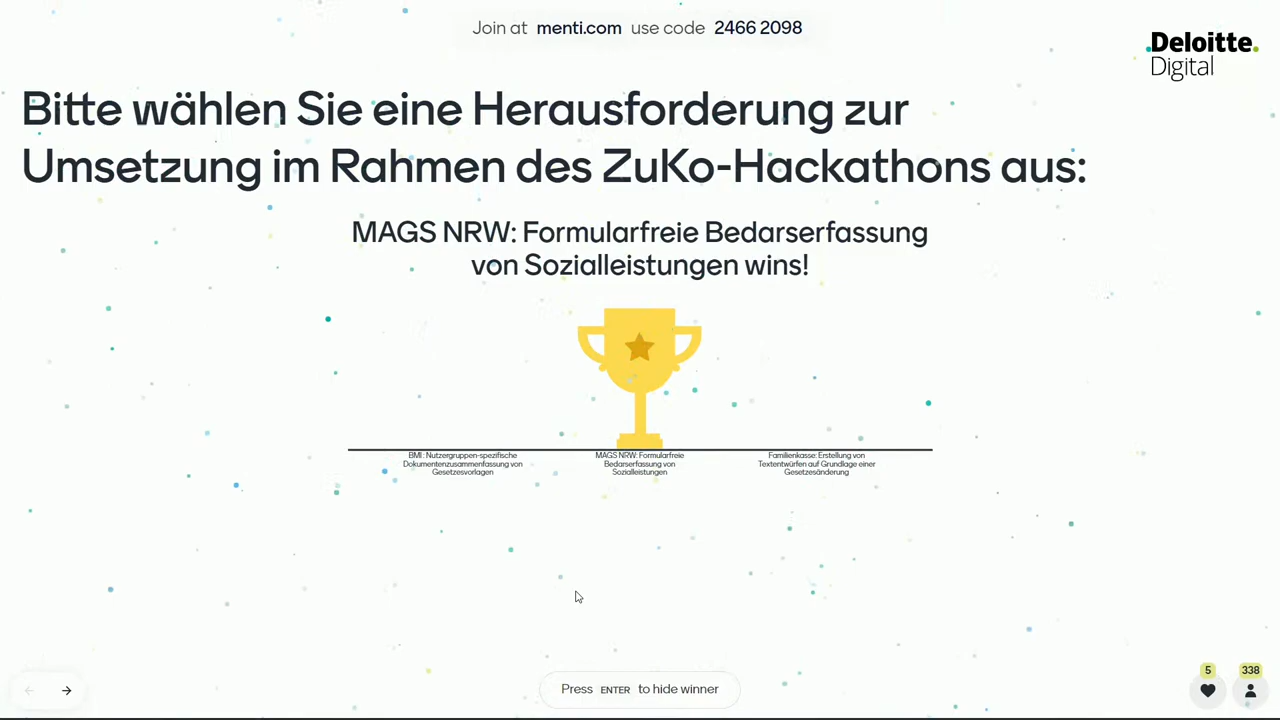 Join at menti.com use code 2466 2098
Deloitte.
Digital
Bitte wählen Sie eine Herausforderung zur
Umsetzung im Rahmen des ZuKo-Hackathons aus:
MAGS NRW: Formularfreie Bedarserfassung
von Sozialleistungen wins!
BMI: Nutzergruppen-spezifische
Dokumentenzusammenfassung von
Gesetzesvorlagen
MAGS NRW: Formularfreie
Bedarserfassung von
Sozialleistungen
Familienkasse: Erstellung von
Textentwürfen auf Grundlage einer
Gesetzesänderung
Press ENTER to hide winner
5
338